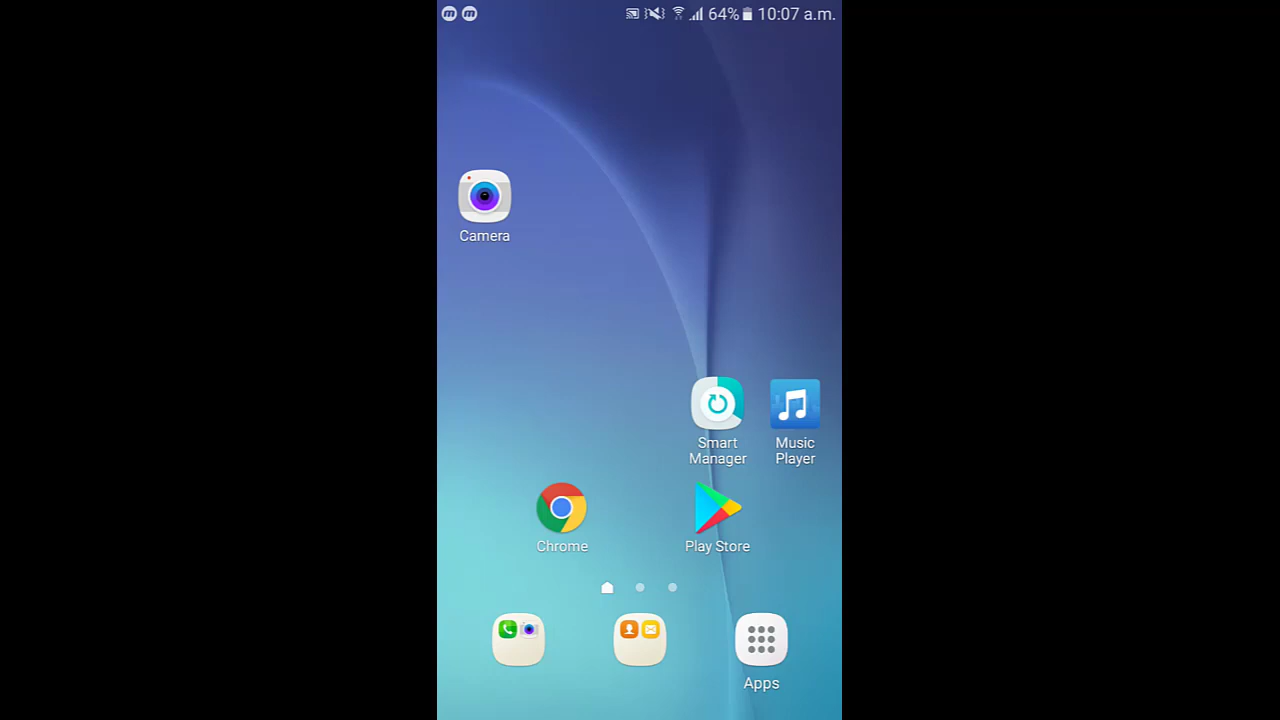 64% 10:07 a.m.
Camera
Smart Manager
Music Player
Chrome
Play Store
Apps